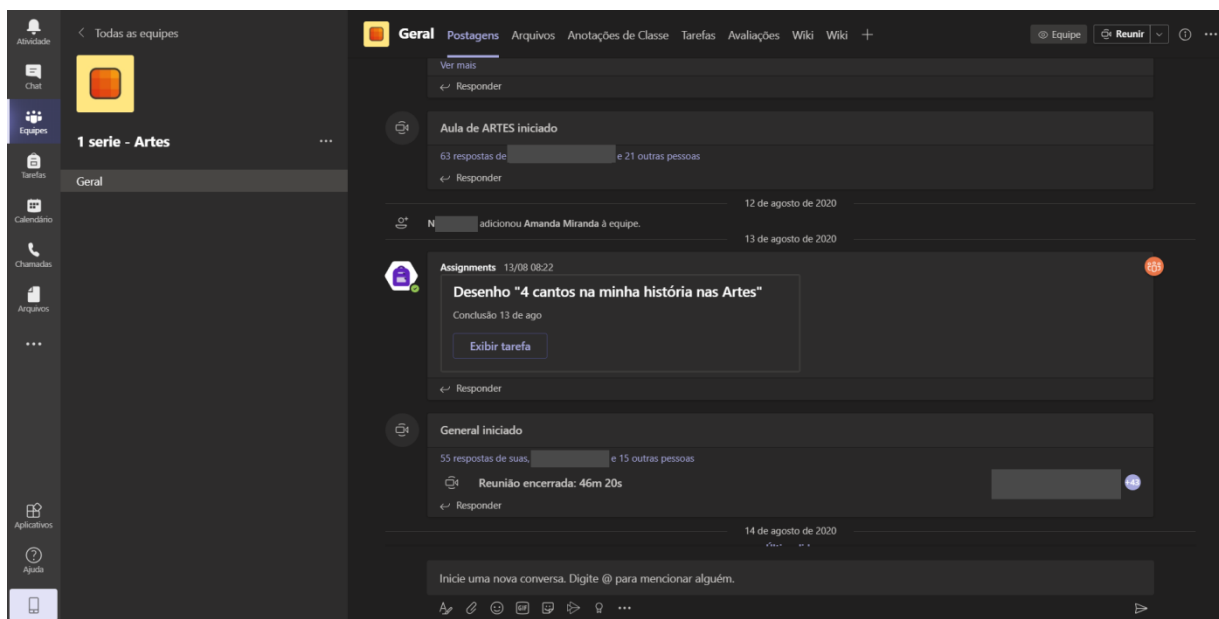 Atividade
Chat
Equipes
Tarefas
Calendário
Chamadas
Arquivos
Aplicativos
Ajuda
Todas as equipes
1 serie - Artes
Geral
Geral Postagens Arquivos Anotações de Classe Tarefas Avaliações Wiki Wiki
Equipe Reunir
Ver mais
Responder
Aula de ARTES iniciado
63 respostas de e 21 outras pessoas
Responder
12 de agosto de 2020
N adicionou Amanda Miranda à equipe.
13 de agosto de 2020
Assignments 13/08 08:22
Desenho "4 cantos na minha história nas Artes"
Conclusão 13 de ago
Exibir tarefa
Responder
General iniciado
55 respostas de suas, e 15 outras pessoas
Reunião encerrada: 46m 20s
+43
Responder
14 de agosto de 2020
Inicie uma nova conversa. Digite @ para mencionar alguém.
GIF